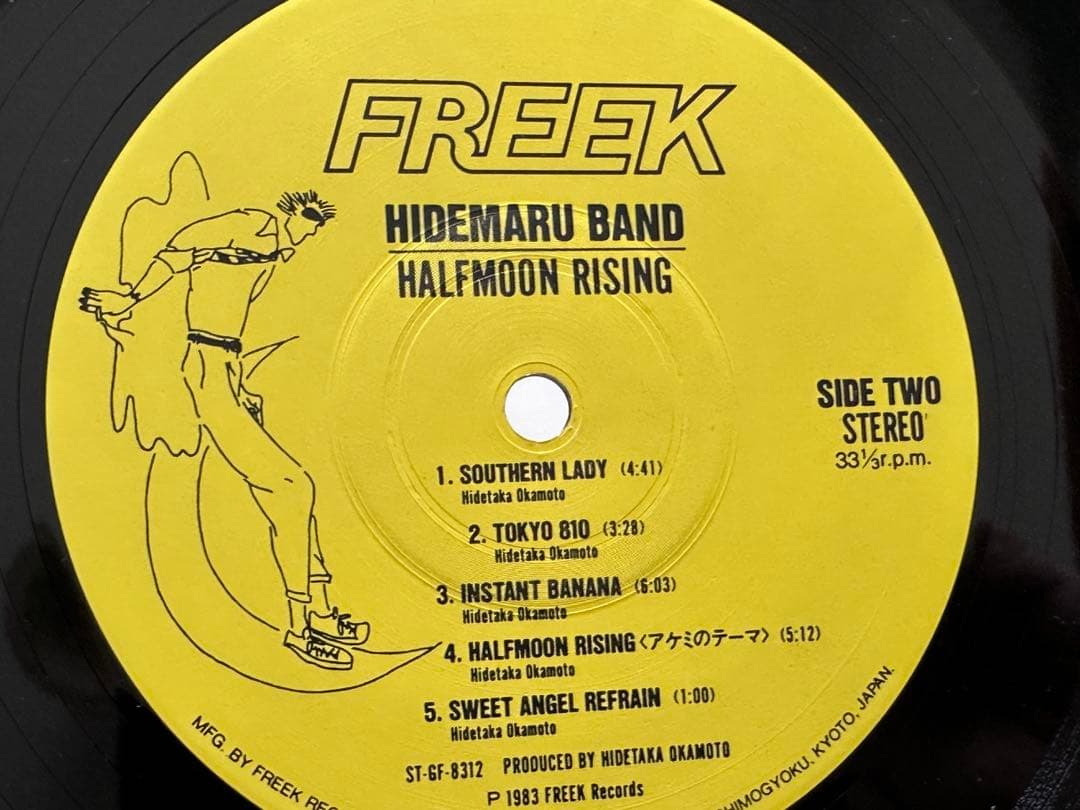 FREEK
HIDEMARU BAND
HALFMOON RISING
SIDE TWO
STEREO
33⅓r.p.m.
1. SOUTHERN LADY (4:41)
Hidetaka Okamoto
2. TOKYO 810 (3:28)
Hidetaka Okamoto
3. INSTANT BANANA (6:03)
Hidetaka Okamoto
4. HALFMOON RISING〈アケミのテーマ〉 (5:12)
Hidetaka Okamoto
5. SWEET ANGEL REFRAIN (1:00)
Hidetaka Okamoto
ST-GF-8312 PRODUCED BY HIDETAKA OKAMOTO
P 1983 FREEK Records
MFG. BY FREEK REC
HIMOGYOKU, KYOTO, JAPAN.